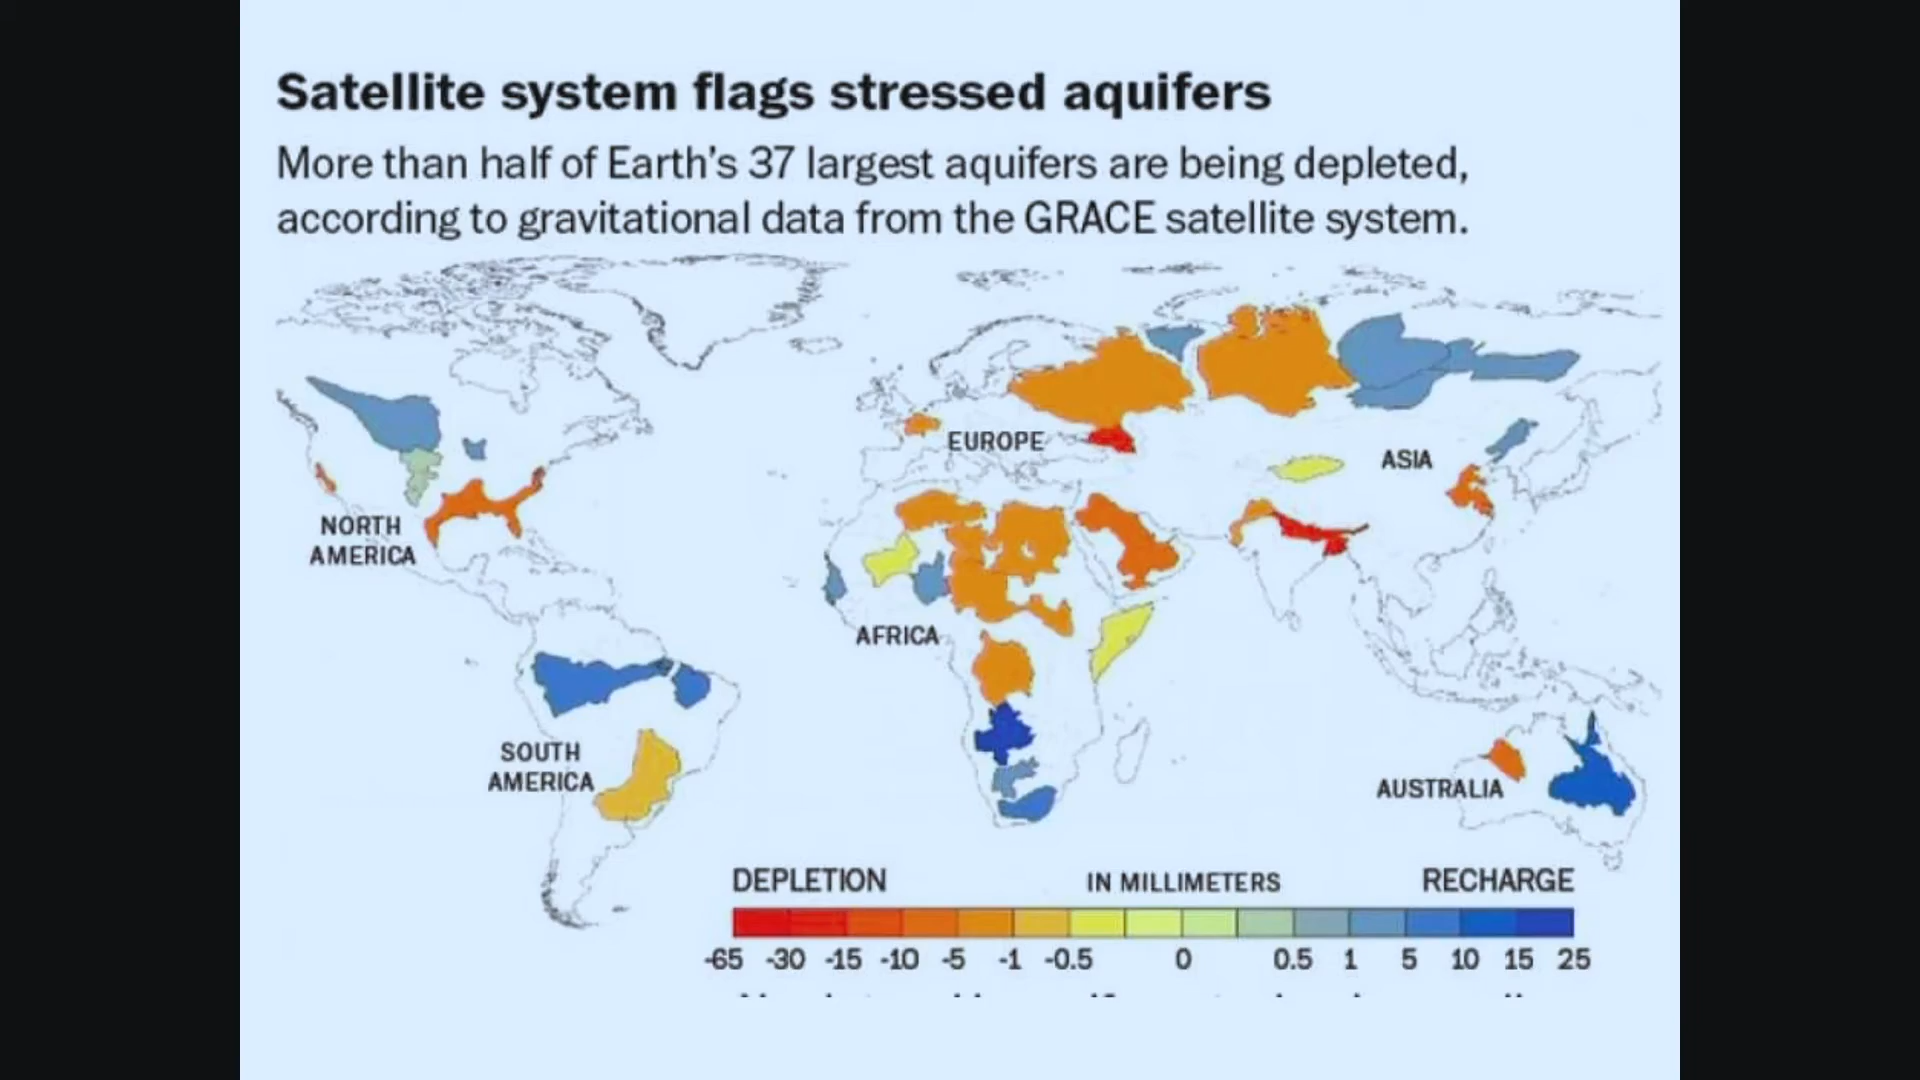 Satellite system flags stressed aquifers
More than half of Earth's 37 largest aquifers are being depleted,
according to gravitational data from the GRACE satellite system.
EUROPE
ASIA
NORTH
AMERICA
AFRICA
SOUTH
AMERICA
AUSTRALIA
DEPLETION IN MILLIMETERS RECHARGE
-65 -30 -15 -10 -5 -1 -0.5 0 0.5 1 5 10 15 25